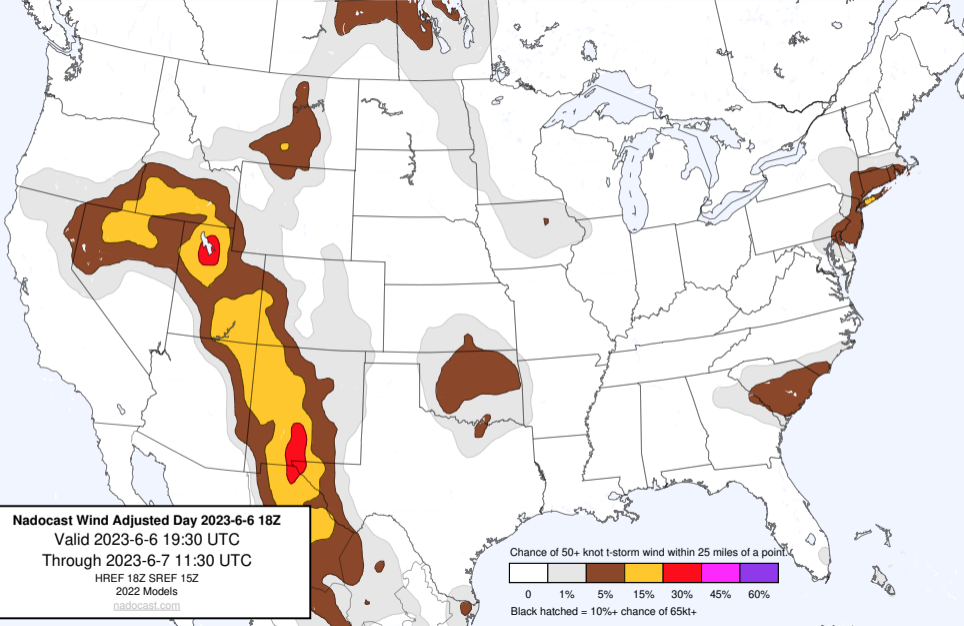 Nadocast Wind Adjusted Day 2023-6-6 18Z
Valid 2023-6-6 19:30 UTC
Through 2023-6-7 11:30 UTC
HREF 18Z SREF 15Z
2022 Models
nadocast.com
Chance of 50+ knot t-storm wind within 25 miles of a point.
0 1% 5% 15% 30% 45% 60%
Black hatched = 10%+ chance of 65kt+